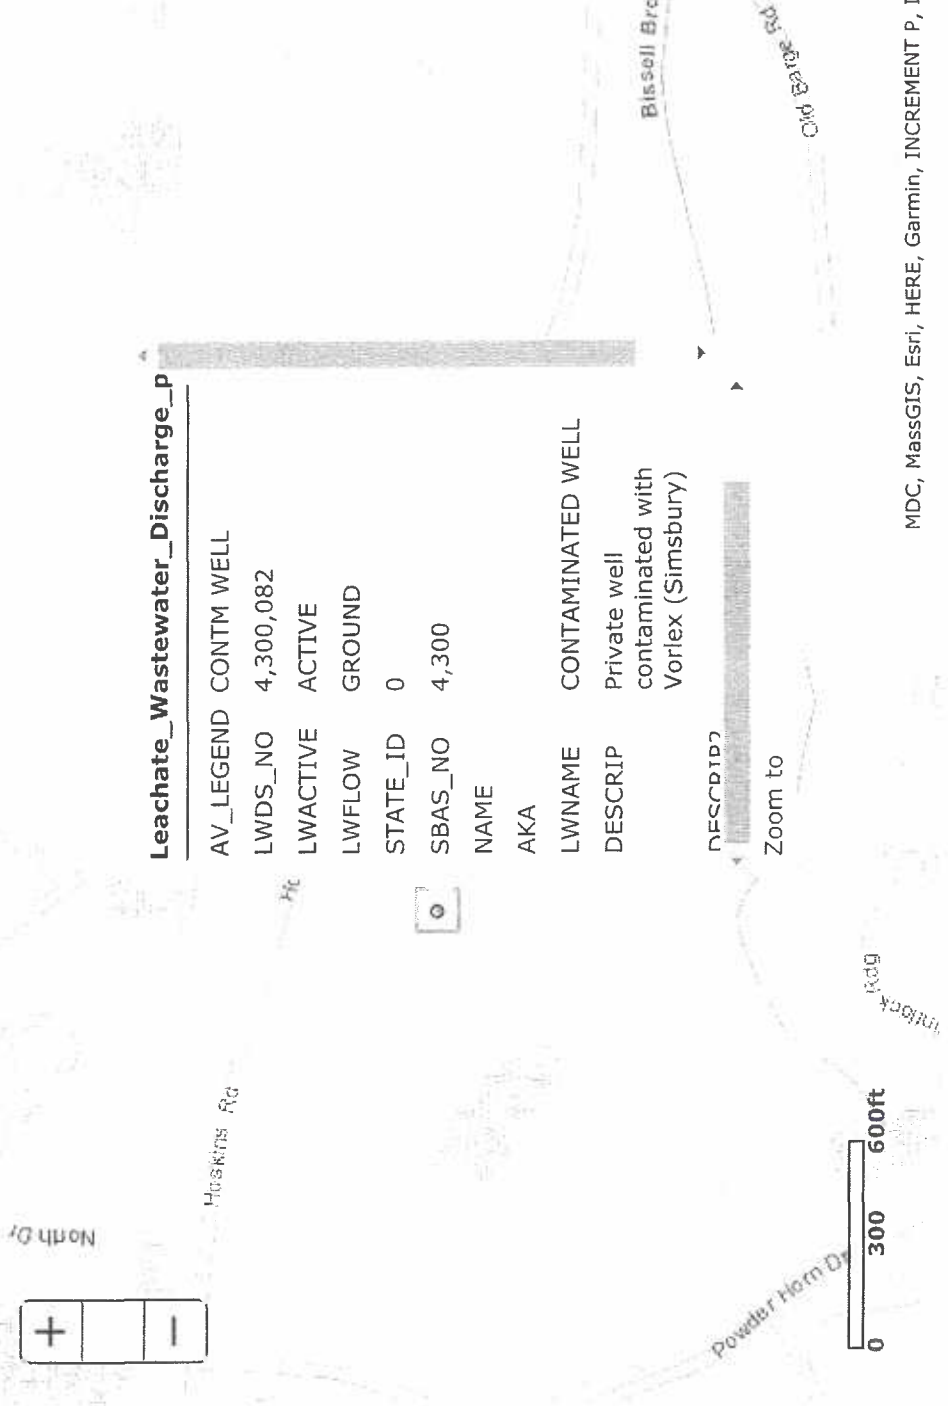 +
−
North Dr
Hoskins Rd
Leachate_Wastewater_Discharge_p
AV_LEGEND CONTM WELL
LWDS_NO 4,300,082
LWACTIVE ACTIVE
LWFLOW GROUND
STATE_ID 0
SBAS_NO 4,300
NAME
AKA
LWNAME CONTAMINATED WELL
DESCRIP Private well
contaminated with
Vorlex (Simsbury)
Zoom to
Bissell Bro
Old Barge Rd
Powder Horn Dr
Rdg
0 300 600ft
MDC, MassGIS, Esri, HERE, Garmin, INCREMENT P, I